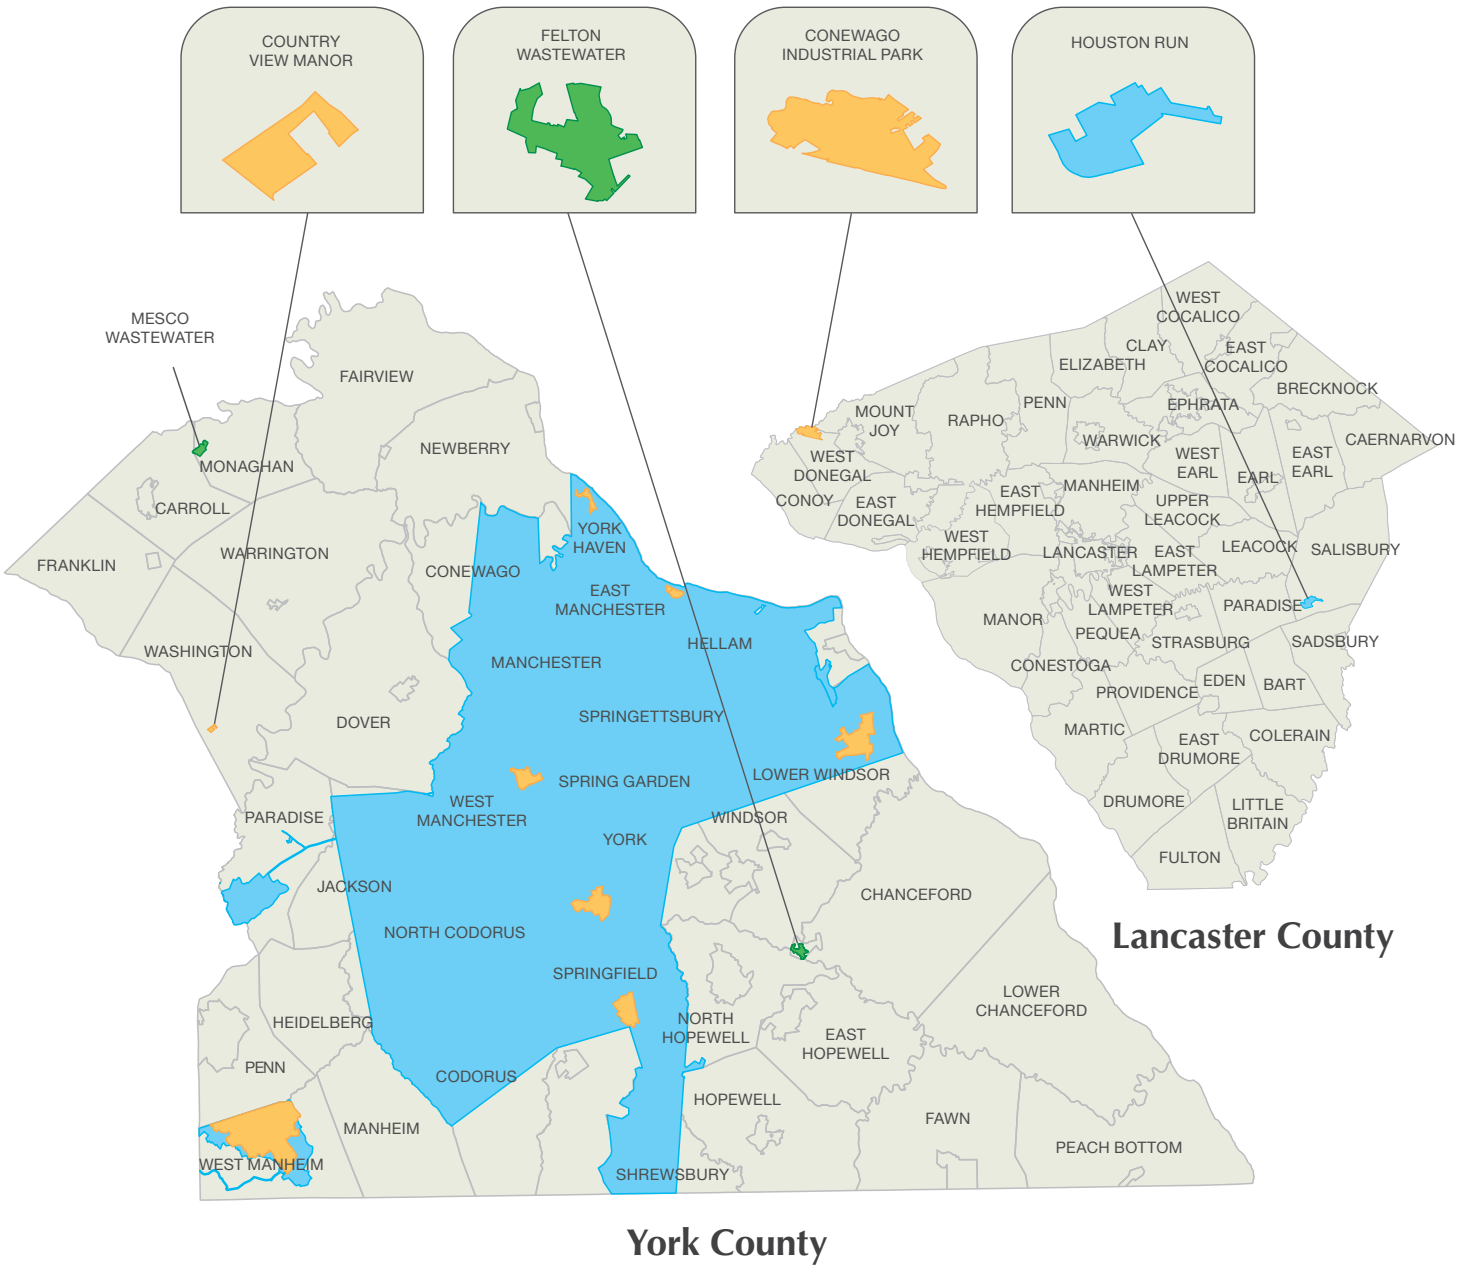 COUNTRY
VIEW MANOR
FELTON
WASTEWATER
CONEWAGO
INDUSTRIAL PARK
HOUSTON RUN
MESCO
WASTEWATER
FAIRVIEW
NEWBERRY
MONAGHAN
CARROLL
FRANKLIN
WARRINGTON
CONEWAGO
YORK
HAVEN
EAST
MANCHESTER
HELLAM
WASHINGTON
MANCHESTER
DOVER
SPRINGETTSBURY
SPRING GARDEN
LOWER WINDSOR
WEST
MANCHESTER
WINDSOR
PARADISE
YORK
JACKSON
CHANCEFORD
NORTH CODORUS
SPRINGFIELD
LOWER
CHANCEFORD
HEIDELBERG
NORTH
HOPEWELL
EAST
HOPEWELL
PENN
CODORUS
HOPEWELL
MANHEIM
FAWN
PEACH BOTTOM
WEST MANHEIM
SHREWSBURY
York County
WEST
COCALICO
CLAY
ELIZABETH
EAST
COCALICO
BRECKNOCK
PENN
EPHRATA
MOUNT
JOY
RAPHO
WARWICK
CAERNARVON
WEST
DONEGAL
WEST
EARL
EARL
EAST
EARL
CONOY
EAST
DONEGAL
EAST
HEMPFIELD
MANHEIM
UPPER
LEACOCK
WEST
HEMPFIELD
LANCASTER
EAST
LAMPETER
LEACOCK
SALISBURY
WEST
LAMPETER
PARADISE
MANOR
PEQUEA
STRASBURG
SADSBURY
CONESTOGA
PROVIDENCE
EDEN
BART
MARTIC
EAST
DRUMORE
COLERAIN
DRUMORE
LITTLE
BRITAIN
FULTON
Lancaster County